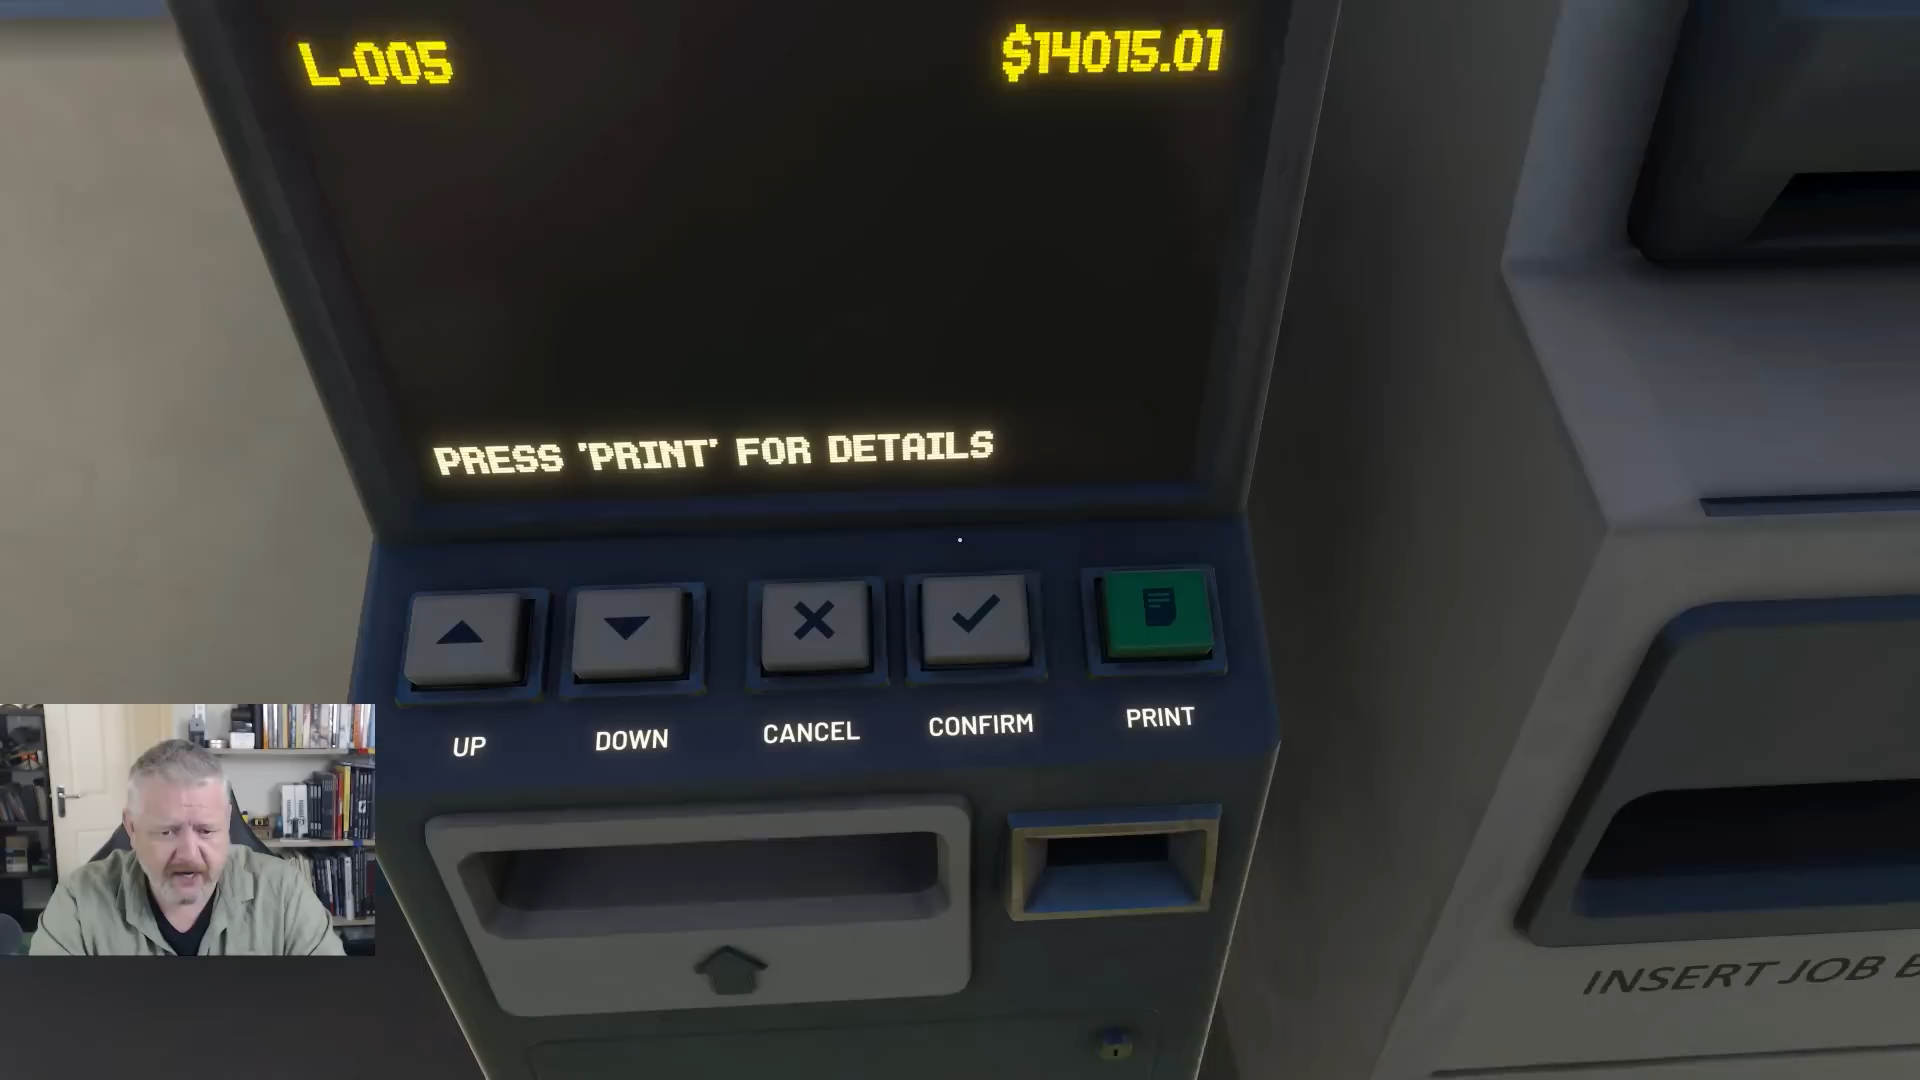 L-005 $14015.01
PRESS 'PRINT' FOR DETAILS
UP DOWN CANCEL CONFIRM PRINT
INSERT JOB B